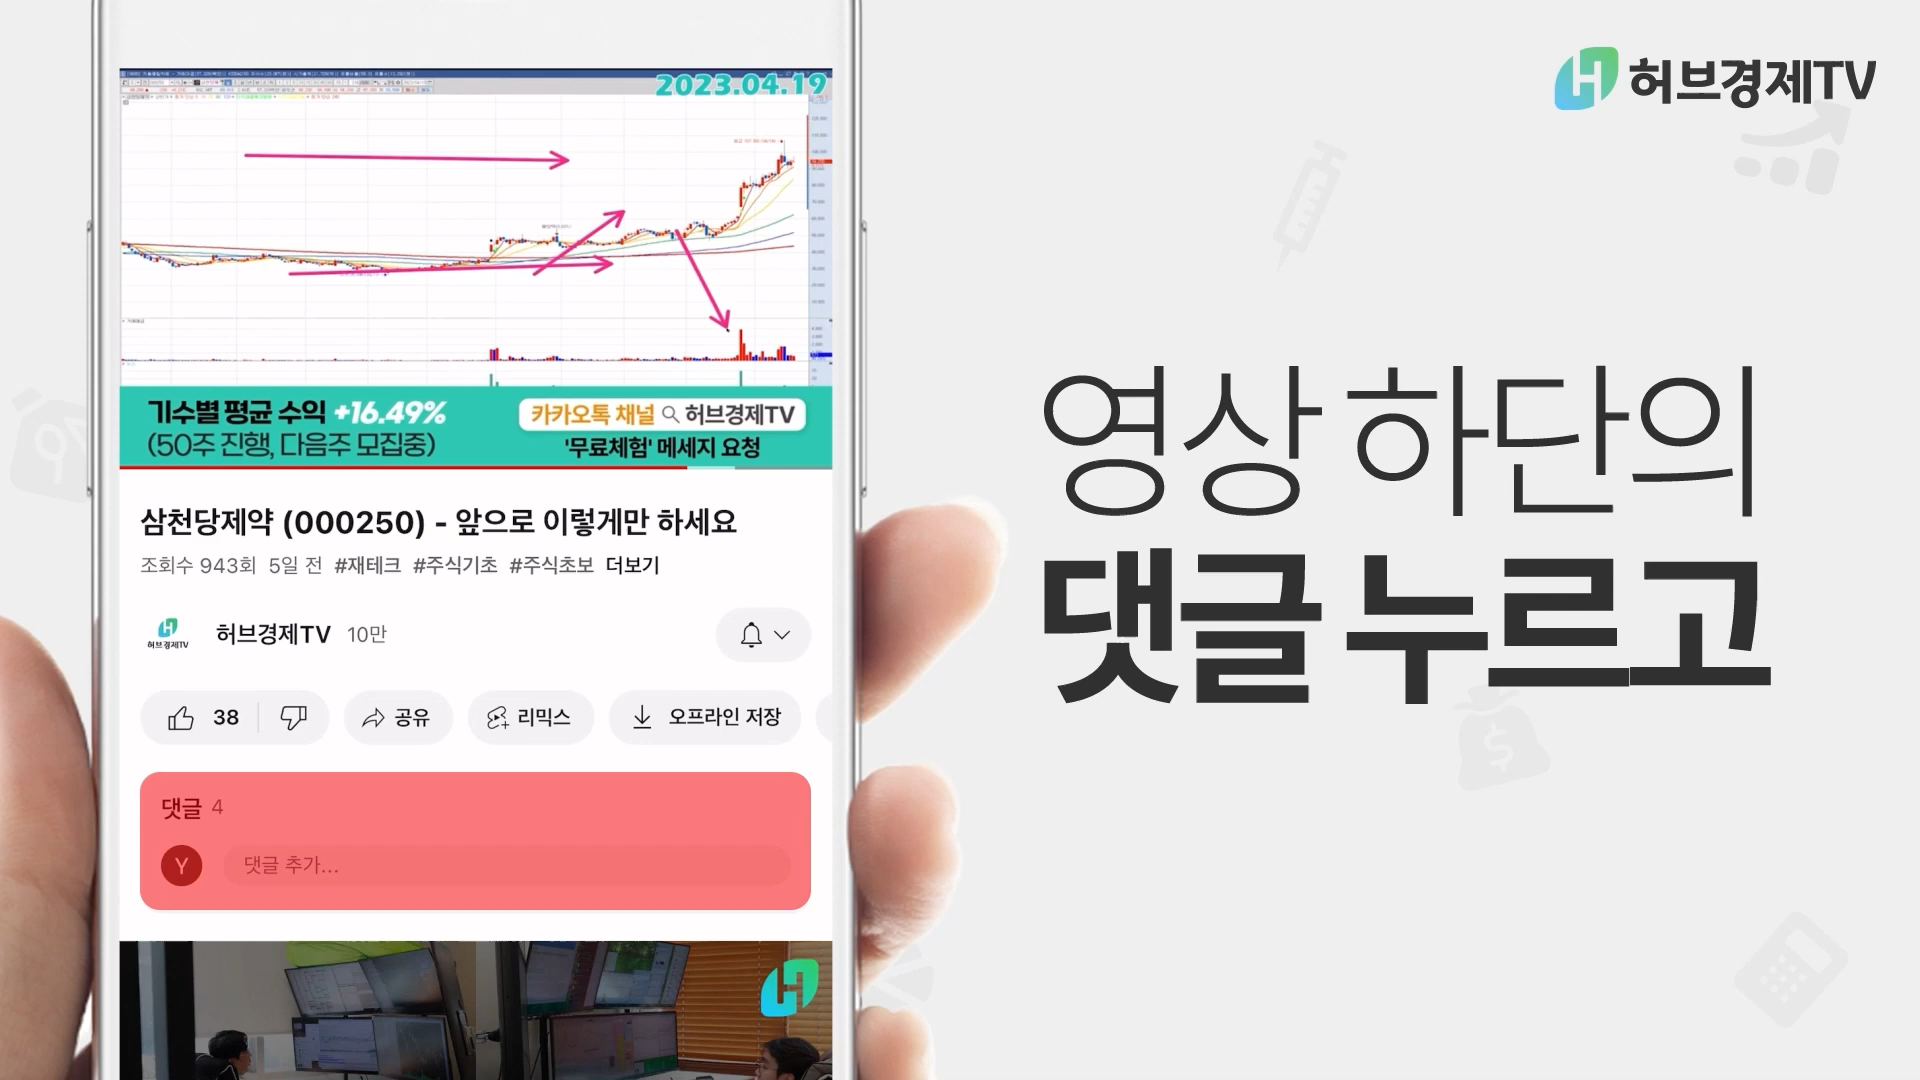 2023.04.19
허브경제TV
기수별 평균 수익 +16.49%
(50주 진행, 다음주 모집중)
카카오톡 채널 허브경제TV
'무료체험' 메세지 요청
삼천당제약 (000250) - 앞으로 이렇게만 하세요
조회수 943회 5일 전 #재테크 #주식기초 #주식초보 더보기
허브경제TV
허브경제TV 10만
38 공유 리믹스 오프라인 저장
댓글 4
Y 댓글 추가...
영상 하단의
댓글 누르고